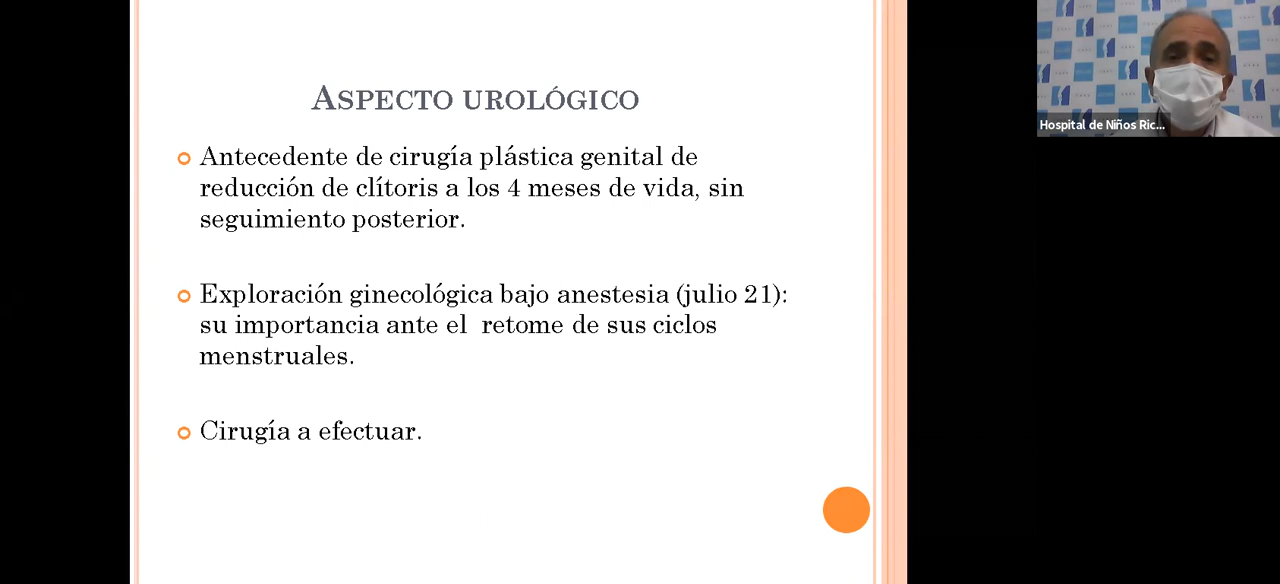 ASPECTO UROLÓGICO
Antecedente de cirugía plástica genital de
reducción de clítoris a los 4 meses de vida, sin
seguimiento posterior.
Exploración ginecológica bajo anestesia (julio 21):
su importancia ante el retome de sus ciclos
menstruales.
Cirugía a efectuar.
Hospital de Niños Ric...